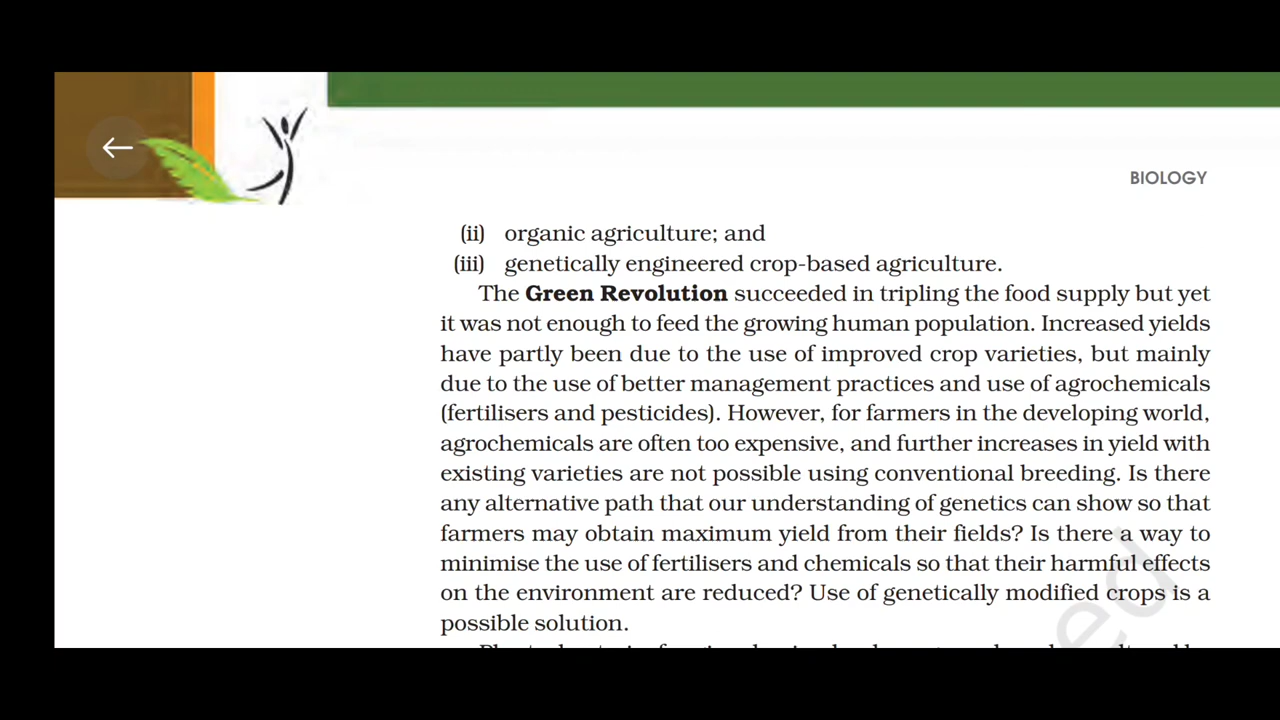 BIOLOGY
(ii) organic agriculture; and
(iii) genetically engineered crop-based agriculture.
The Green Revolution succeeded in tripling the food supply but yet
it was not enough to feed the growing human population. Increased yields
have partly been due to the use of improved crop varieties, but mainly
due to the use of better management practices and use of agrochemicals
(fertilisers and pesticides). However, for farmers in the developing world,
agrochemicals are often too expensive, and further increases in yield with
existing varieties are not possible using conventional breeding. Is there
any alternative path that our understanding of genetics can show so that
farmers may obtain maximum yield from their fields? Is there a way to
minimise the use of fertilisers and chemicals so that their harmful effects
on the environment are reduced? Use of genetically modified crops is a
possible solution.